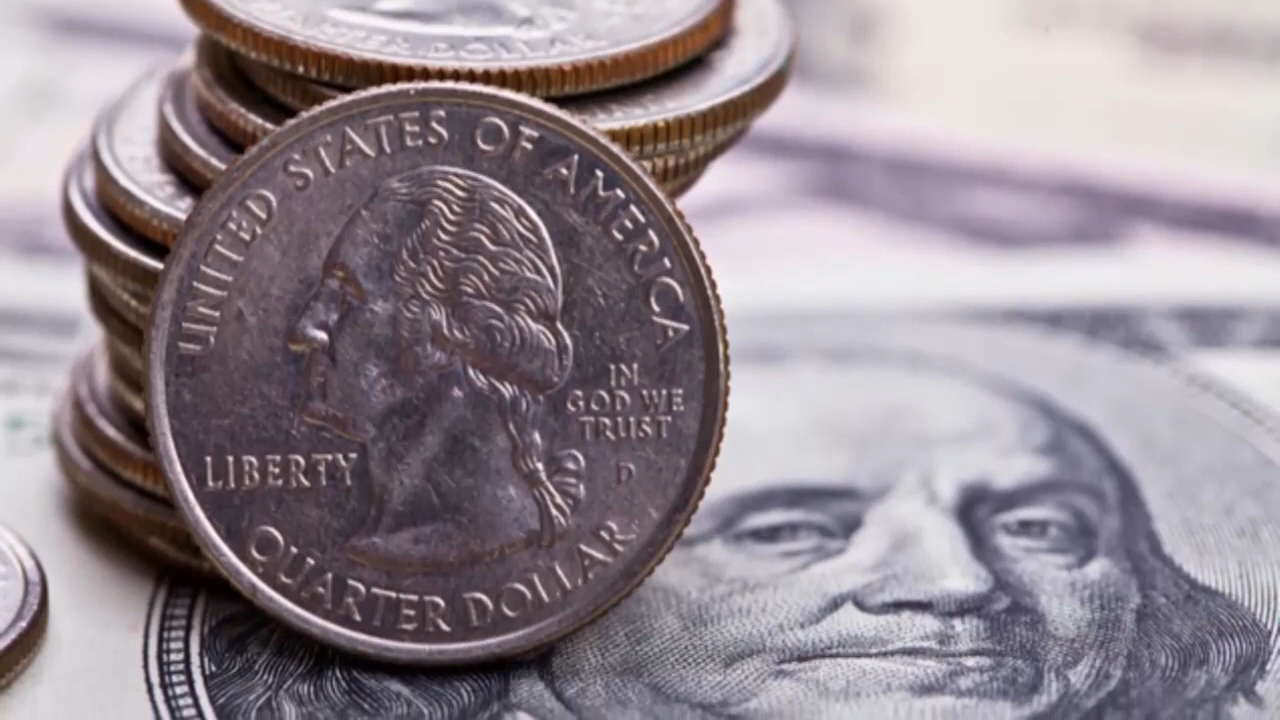 UNITED STATES OF AMERICA
IN
GOD WE
TRUST
LIBERTY
D
QUARTER DOLLAR